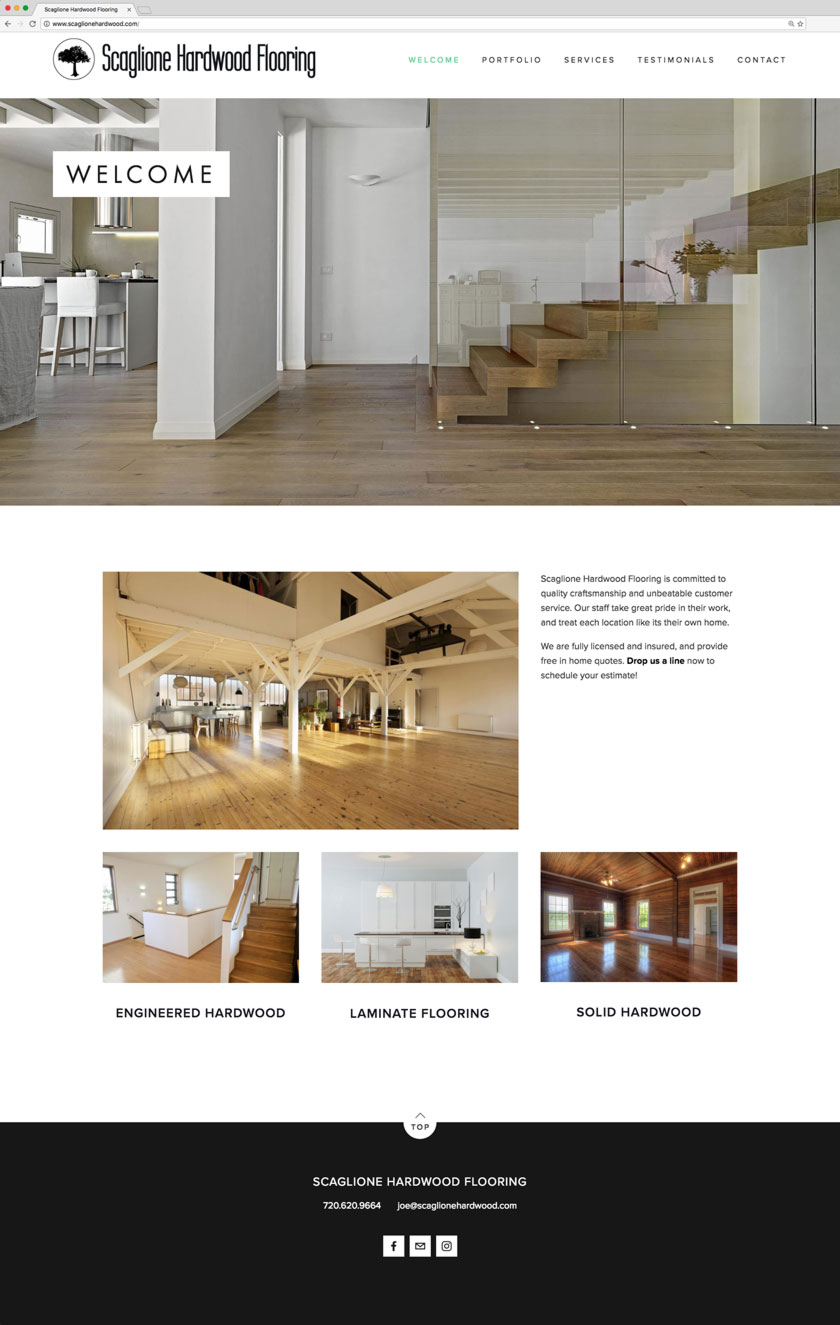 Scaglione Hardwood Flooring
www.scaglionehardwood.com/
Scaglione Hardwood Flooring
WELCOME PORTFOLIO SERVICES TESTIMONIALS CONTACT
WELCOME
Scaglione Hardwood Flooring is committed to
quality craftsmanship and unbeatable customer
service. Our staff take great pride in their work,
and treat each location like its their own home.
We are fully licensed and insured, and provide
free in home quotes. Drop us a line now to
schedule your estimate!
ENGINEERED HARDWOOD
LAMINATE FLOORING
SOLID HARDWOOD
TOP
SCAGLIONE HARDWOOD FLOORING
720.620.9664 joe@scaglionehardwood.com